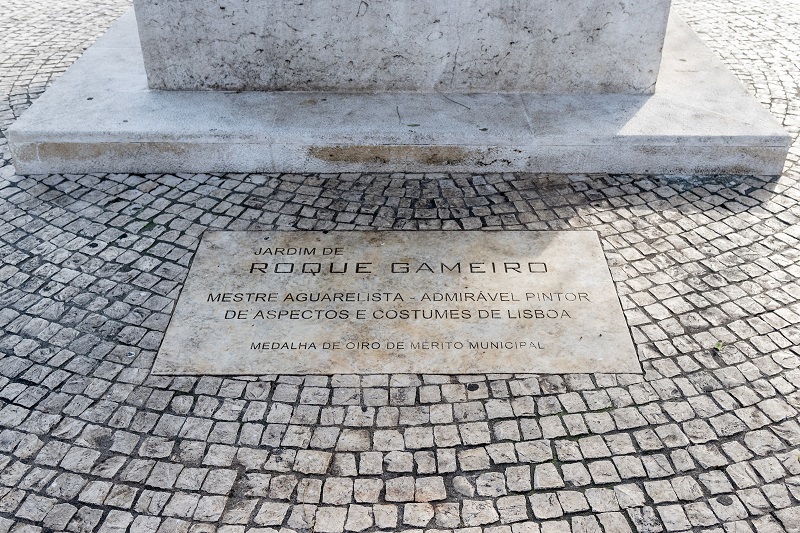 JARDIM DE
ROQUE GAMEIRO
MESTRE AGUARELISTA - ADMIRÁVEL PINTOR
DE ASPECTOS E COSTUMES DE LISBOA
MEDALHA DE OIRO DE MÉRITO MUNICIPAL